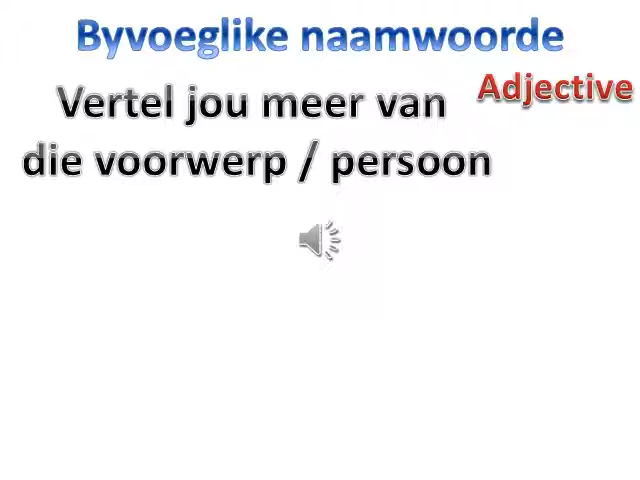 Byvoeglike naamwoorde
Adjective
Vertel jou meer van
die voorwerp / persoon